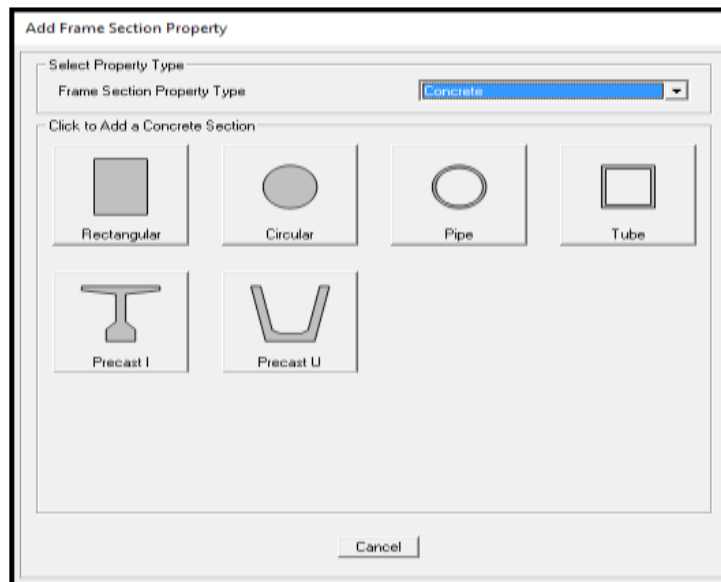 Add Frame Section Property
Select Property Type
Frame Section Property Type
Concrete
Click to Add a Concrete Section
Rectangular
Circular
Pipe
Tube
Precast I
Precast U
Cancel